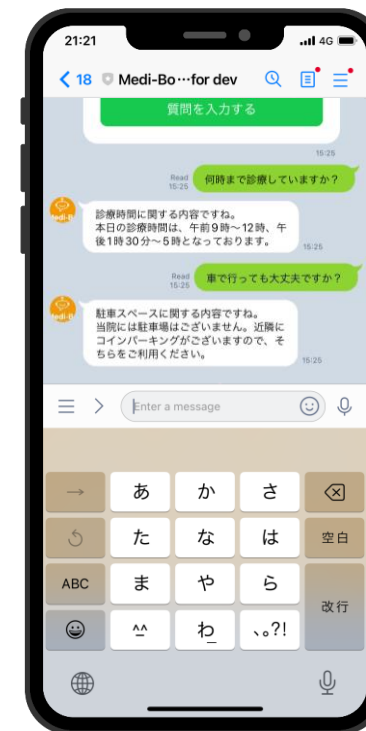 21:21
4G
18 Medi-Bo…for dev
質問を入力する
15:25
Read
15:25
何時まで診療していますか？
診療時間に関する内容ですね。
本日の診療時間は、午前9時〜12時、午
後1時30分〜5時となっております。
15:25
Read
15:25
車で行っても大丈夫ですか？
駐車スペースに関する内容ですね。
当院には駐車場はございません。近隣に
コインパーキングがございますので、そ
ちらをご利用ください。
15:25
Enter a message
→ あ か さ
た な は 空白
ABC ま や ら
改行
^^ わ_ 、。?!